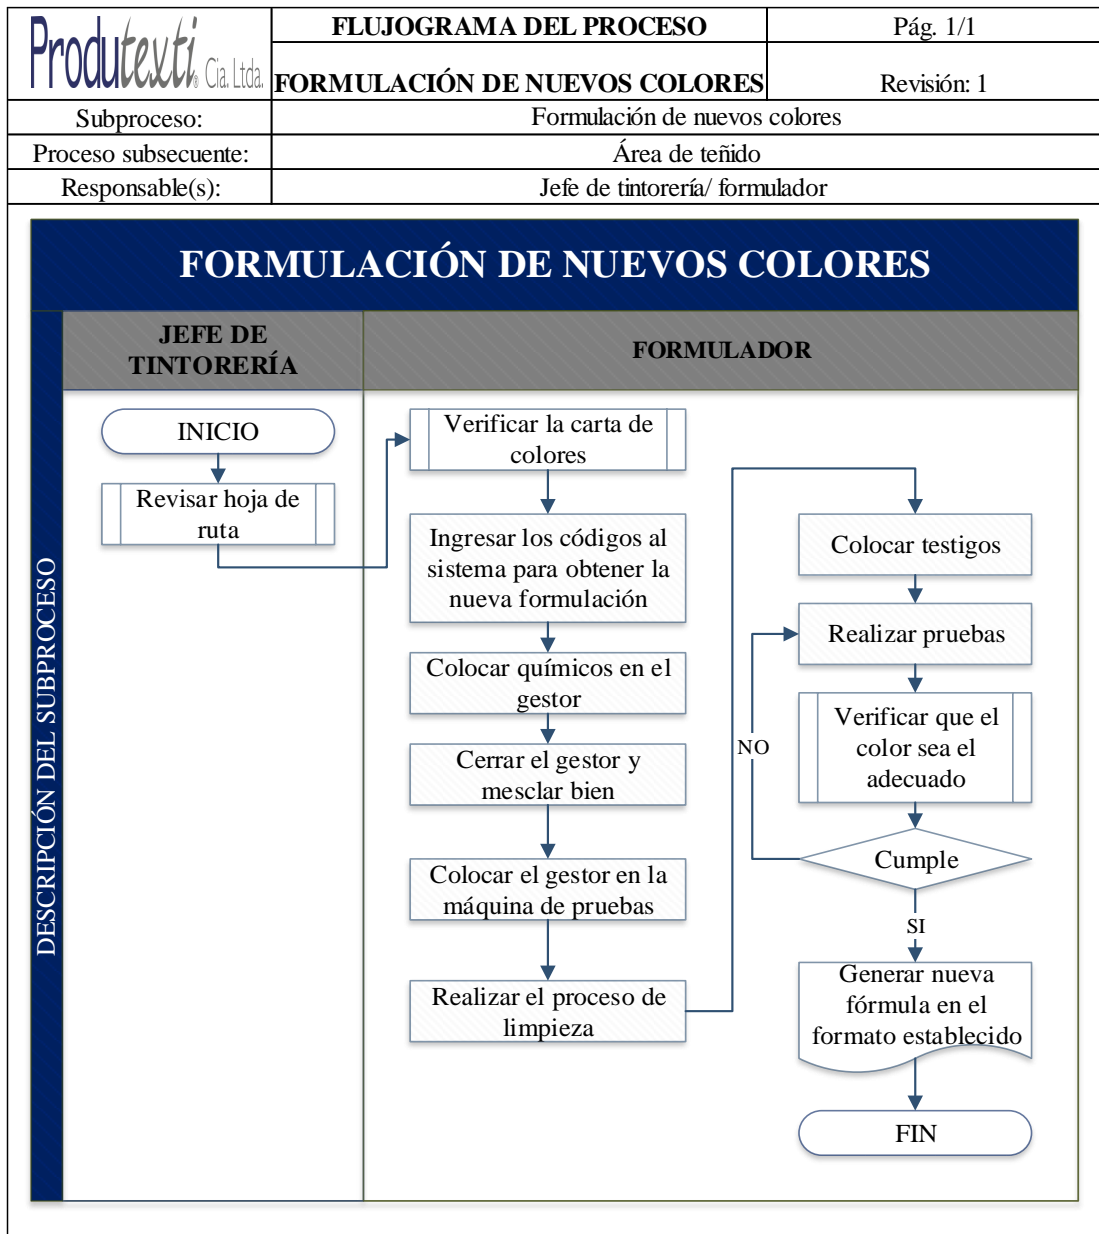 Produtexti® Cia. Ltda.
FLUJOGRAMA DEL PROCESO
Pág. 1/1
FORMULACIÓN DE NUEVOS COLORES
Revisión: 1
Subproceso:
Formulación de nuevos colores
Proceso subsecuente:
Área de teñido
Responsable(s):
Jefe de tintorería/ formulador
FORMULACIÓN DE NUEVOS COLORES
DESCRIPCIÓN DEL SUBPROCESO
JEFE DE
TINTORERÍA
FORMULADOR
INICIO
Revisar hoja de
ruta
Verificar la carta de
colores
Ingresar los códigos al
sistema para obtener la
nueva formulación
Colocar químicos en el
gestor
Cerrar el gestor y
mesclar bien
Colocar el gestor en la
máquina de pruebas
Realizar el proceso de
limpieza
Colocar testigos
Realizar pruebas
Verificar que el
color sea el
adecuado
NO
Cumple
SI
Generar nueva
fórmula en el
formato establecido
FIN